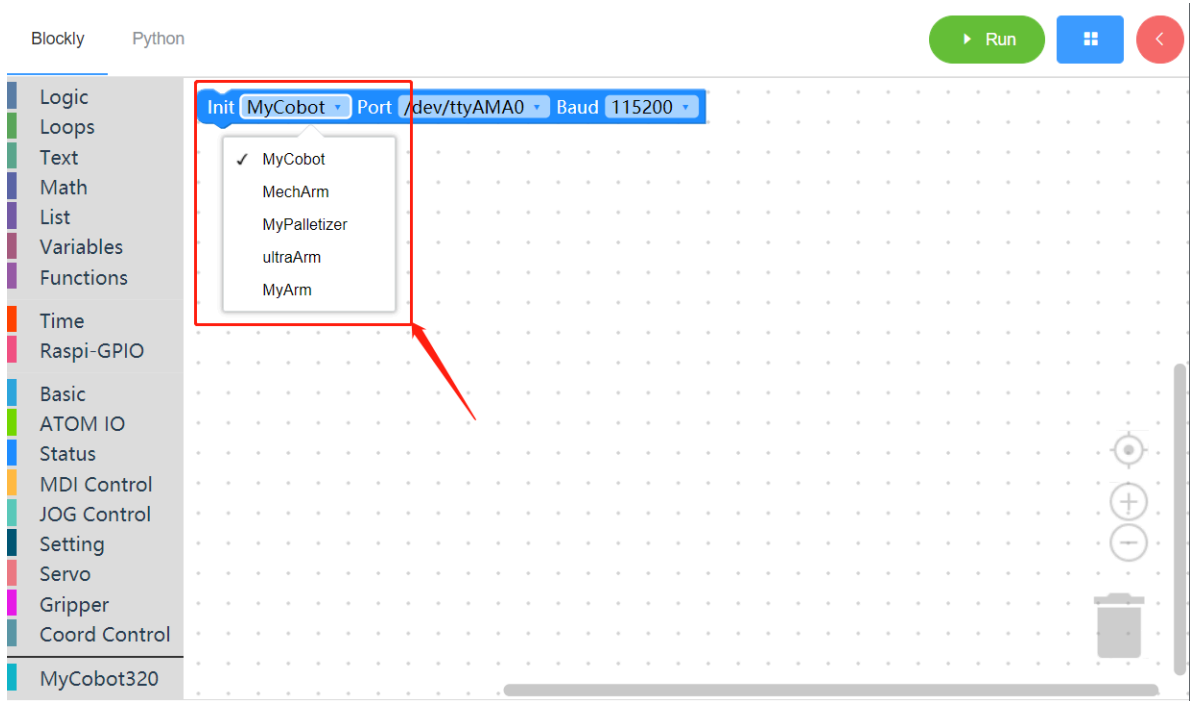 Blockly Python Run
Logic
Loops
Text
Math
List
Variables
Functions
Time
Raspi-GPIO
Basic
ATOM IO
Status
MDI Control
JOG Control
Setting
Servo
Gripper
Coord Control
MyCobot320
Init MyCobot Port /dev/ttyAMA0 Baud 115200
✓ MyCobot
MechArm
MyPalletizer
ultraArm
MyArm